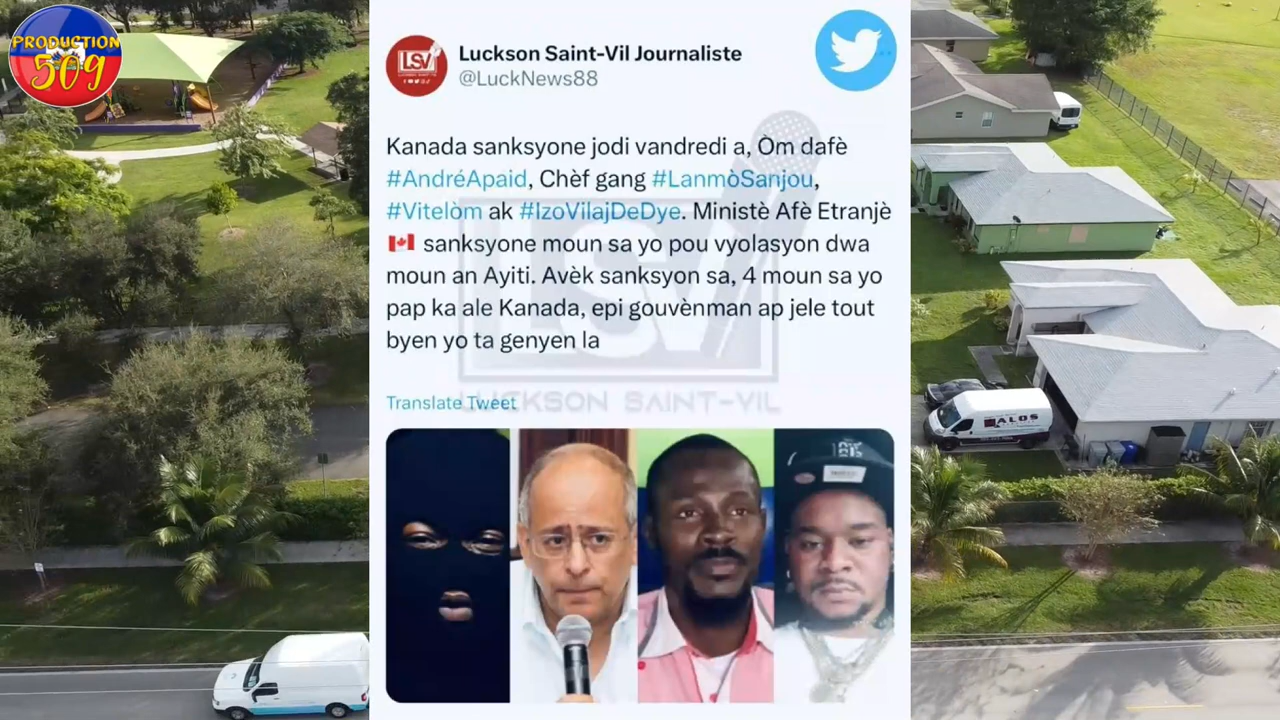 PRODUCTION
509
LSV
Luckson Saint-Vil Journaliste
@LuckNews88
Kanada sanksyone jodi vandredi a, Òm dafè
#AndréApaid, Chèf gang #LanmòSanjou,
#Vitelòm ak #IzoVilajDeDye. Ministè Afè Etranjè
🇨🇦 sanksyone moun sa yo pou vyolasyon dwa
moun an Ayiti. Avèk sanksyon sa, 4 moun sa yo
pap ka ale Kanada, epi gouvènman ap jele tout
byen yo ta genyen la
LSV
LUCKSON SAINT-VIL
Translate Tweet